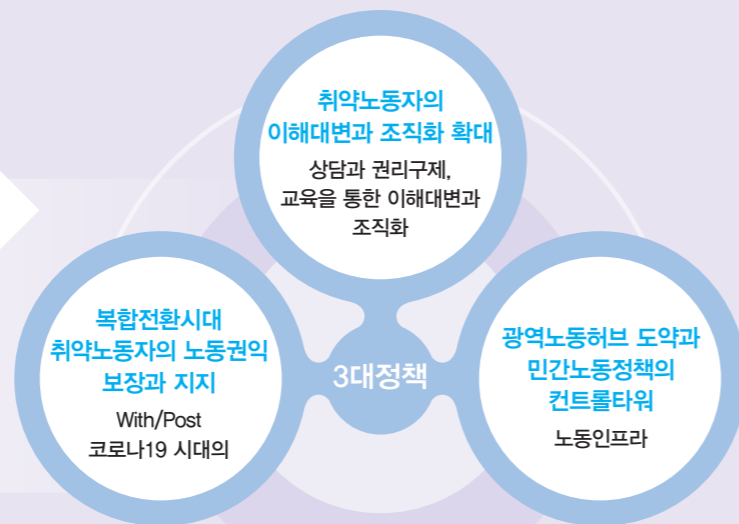 취약노동자의
이해대변과 조직화 확대
상담과 권리구제,
교육을 통한 이해대변과
조직화
복합전환시대
취약노동자의 노동권익
보장과 지지
With/Post
코로나19 시대의
3대정책
광역노동허브 도약과
민간노동정책의
컨트롤타워
노동인프라